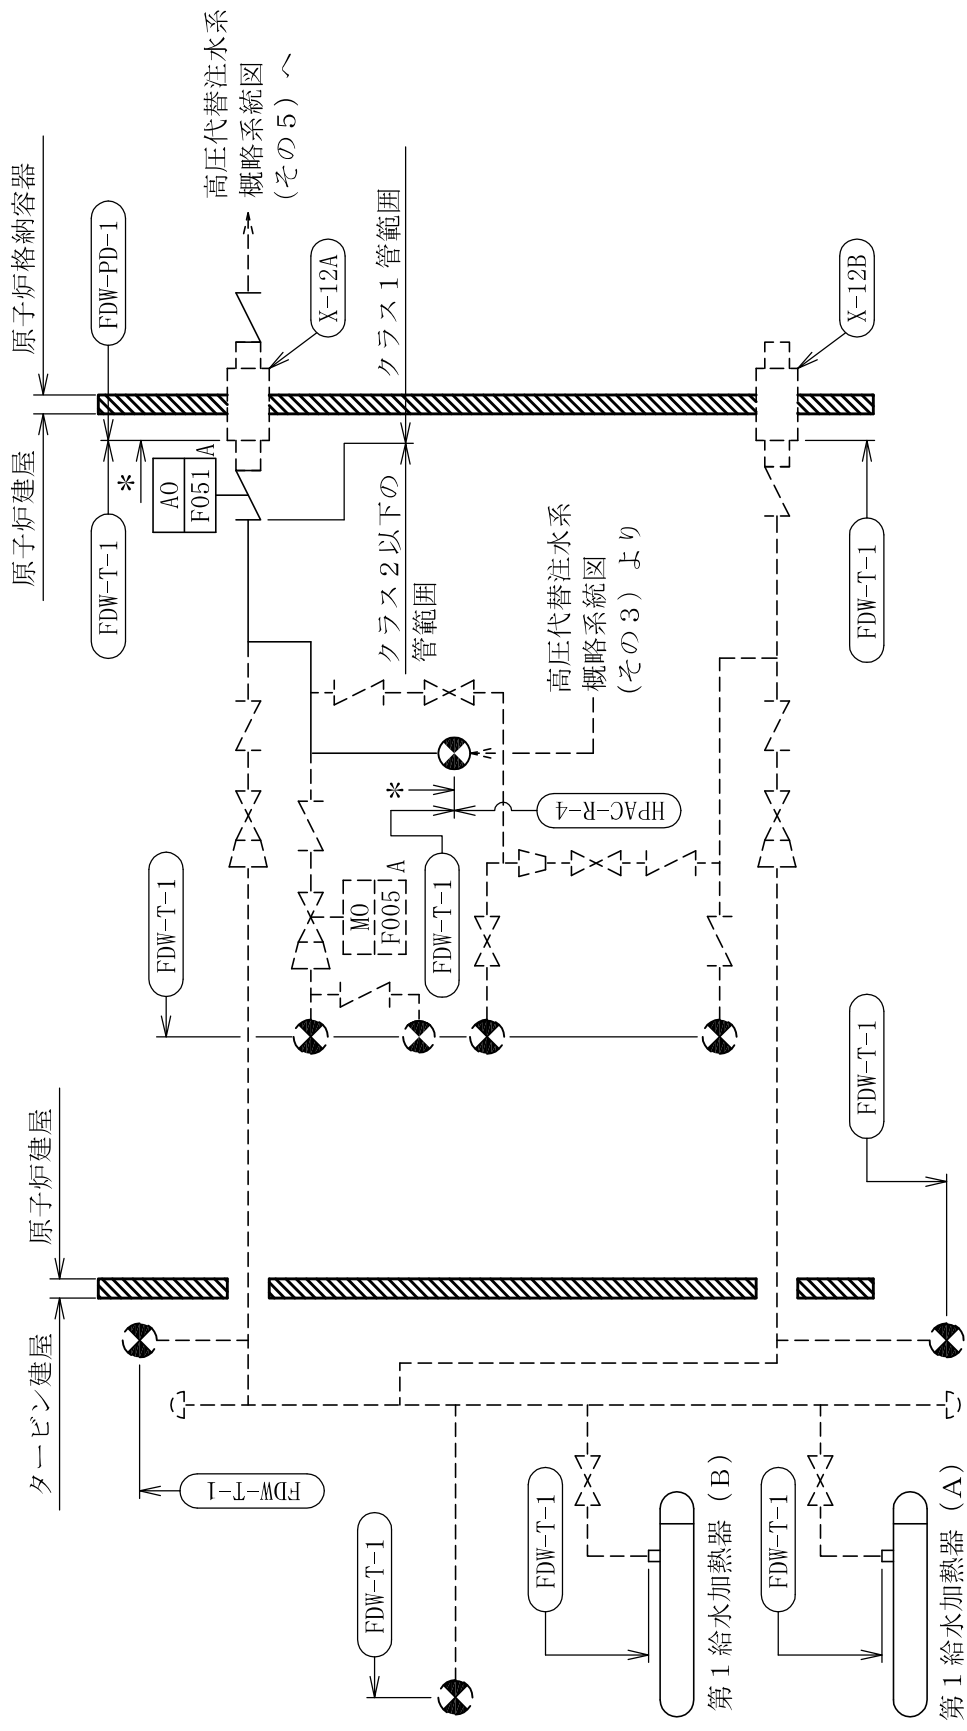 タービン建屋
原子炉建屋
原子炉建屋
原子炉格納容器
FDW-T-1
FDW-T-1
FDW-PD-1
*
AO
F051
A
X-12A
高圧代替注水系
概略系統図
(その5) へ
クラス1管範囲
クラス2以下の
管範囲
FDW-T-1
MO
F005
A
FDW-T-1
*
HPAC-R-4
高圧代替注水系
概略系統図
(その3) より
FDW-T-1
X-12B
FDW-T-1
FDW-T-1
FDW-T-1
第1給水加熱器 (B)
FDW-T-1
第1給水加熱器 (A)